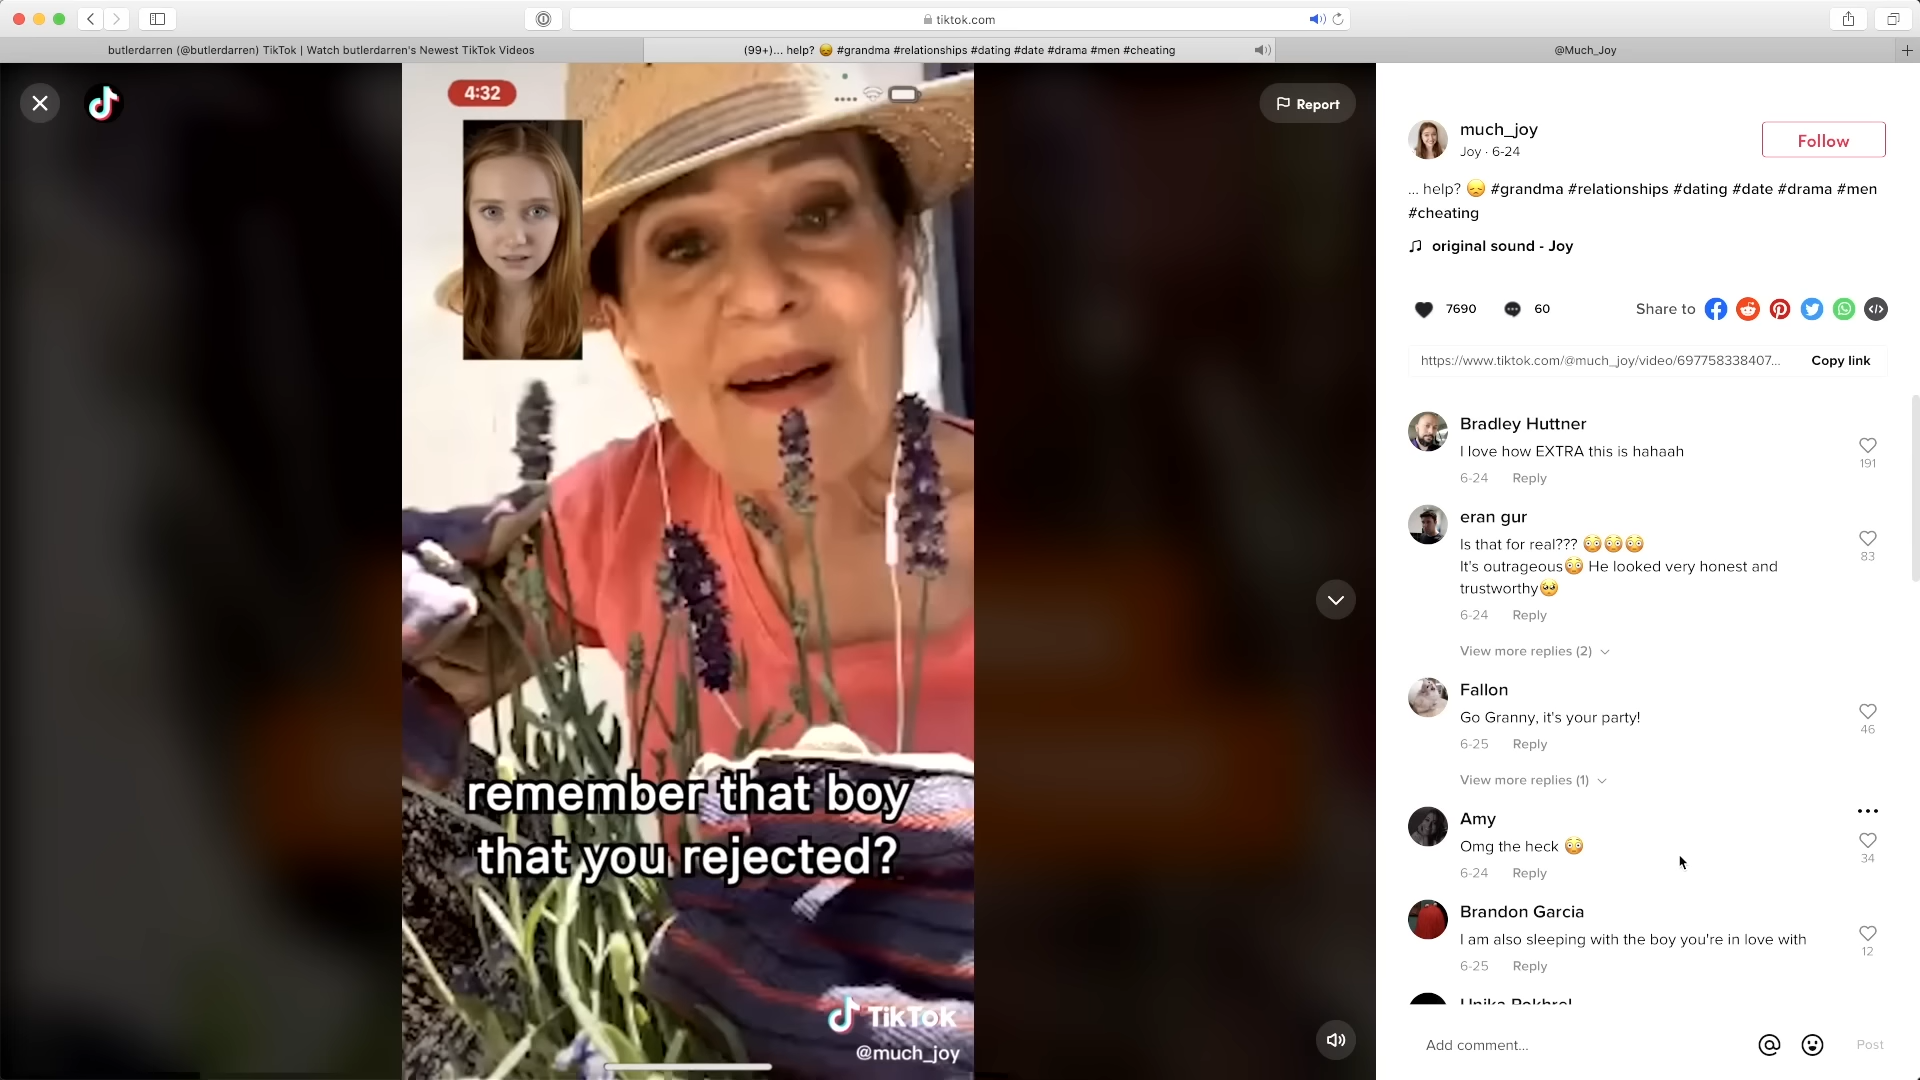 tiktok.com
butlerdarren (@butlerdarren) TikTok | Watch butlerdarren's Newest TikTok Videos
(99+)... help? 😞 #grandma #relationships #dating #date #drama #men #cheating
@Much_Joy
4:32
Report
remember that boy
that you rejected?
TikTok
@much_joy
much_joy
Joy · 6-24
Follow
... help? 😞 #grandma #relationships #dating #date #drama #men
#cheating
original sound - Joy
7690
60
Share to
https://www.tiktok.com/@much_joy/video/697758338407...
Copy link
Bradley Huttner
I love how EXTRA this is hahaah
6-24 Reply
191
eran gur
Is that for real??? 😳😳😳
It's outrageous😳 He looked very honest and
trustworthy🥺
6-24 Reply
83
View more replies (2)
Fallon
Go Granny, it's your party!
6-25 Reply
46
View more replies (1)
Amy
Omg the heck 😳
6-24 Reply
34
Brandon Garcia
I am also sleeping with the boy you're in love with
6-25 Reply
12
Add comment...
Post